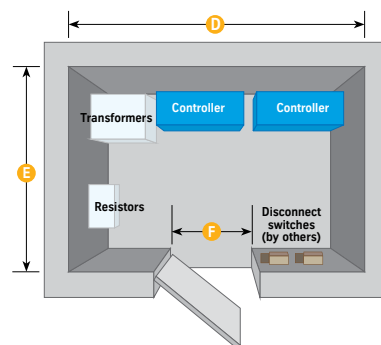 D
Controller
Controller
Transformers
E
Resistors
F
Disconnect
switches
(by others)